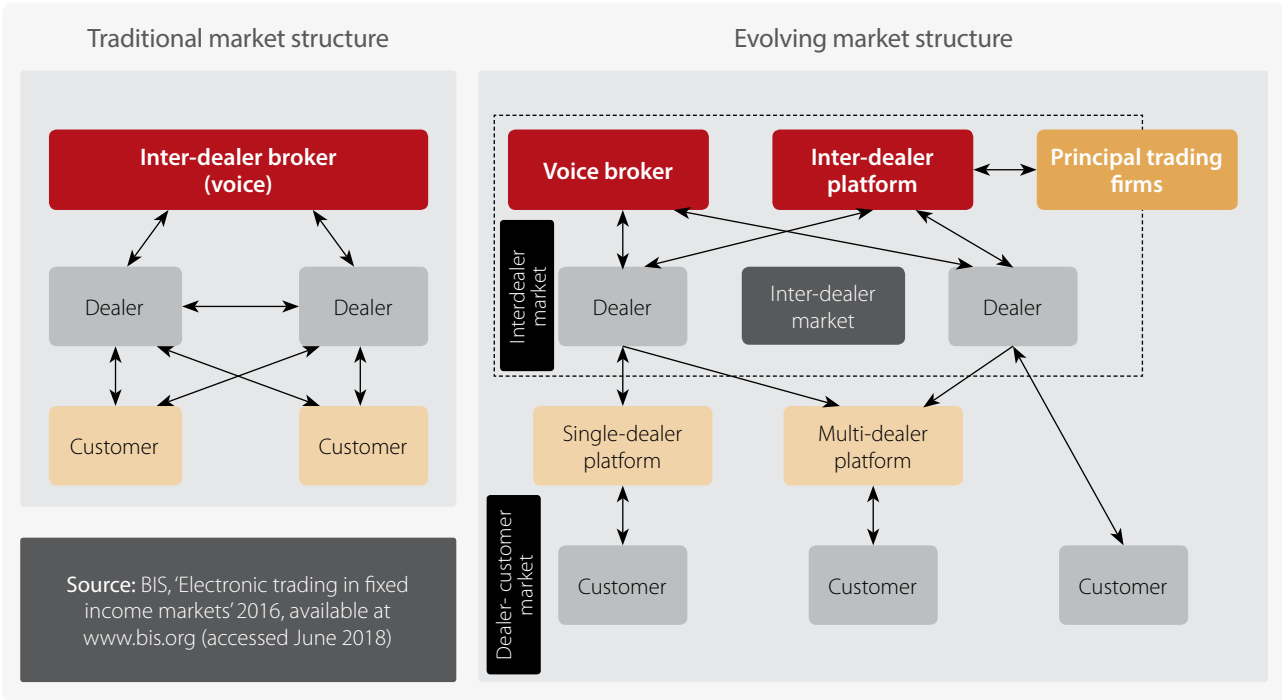 Traditional market structure
Inter-dealer broker
(voice)
Dealer
Dealer
Customer
Customer
Source: BIS, ‘Electronic trading in fixed
income markets’ 2016, available at
www.bis.org (accessed June 2018)
Evolving market structure
Voice broker
Inter-dealer
platform
Principal trading
firms
Interdealer
market
Dealer
Inter-dealer
market
Dealer
Single-dealer
platform
Multi-dealer
platform
Dealer- customer
market
Customer
Customer
Customer